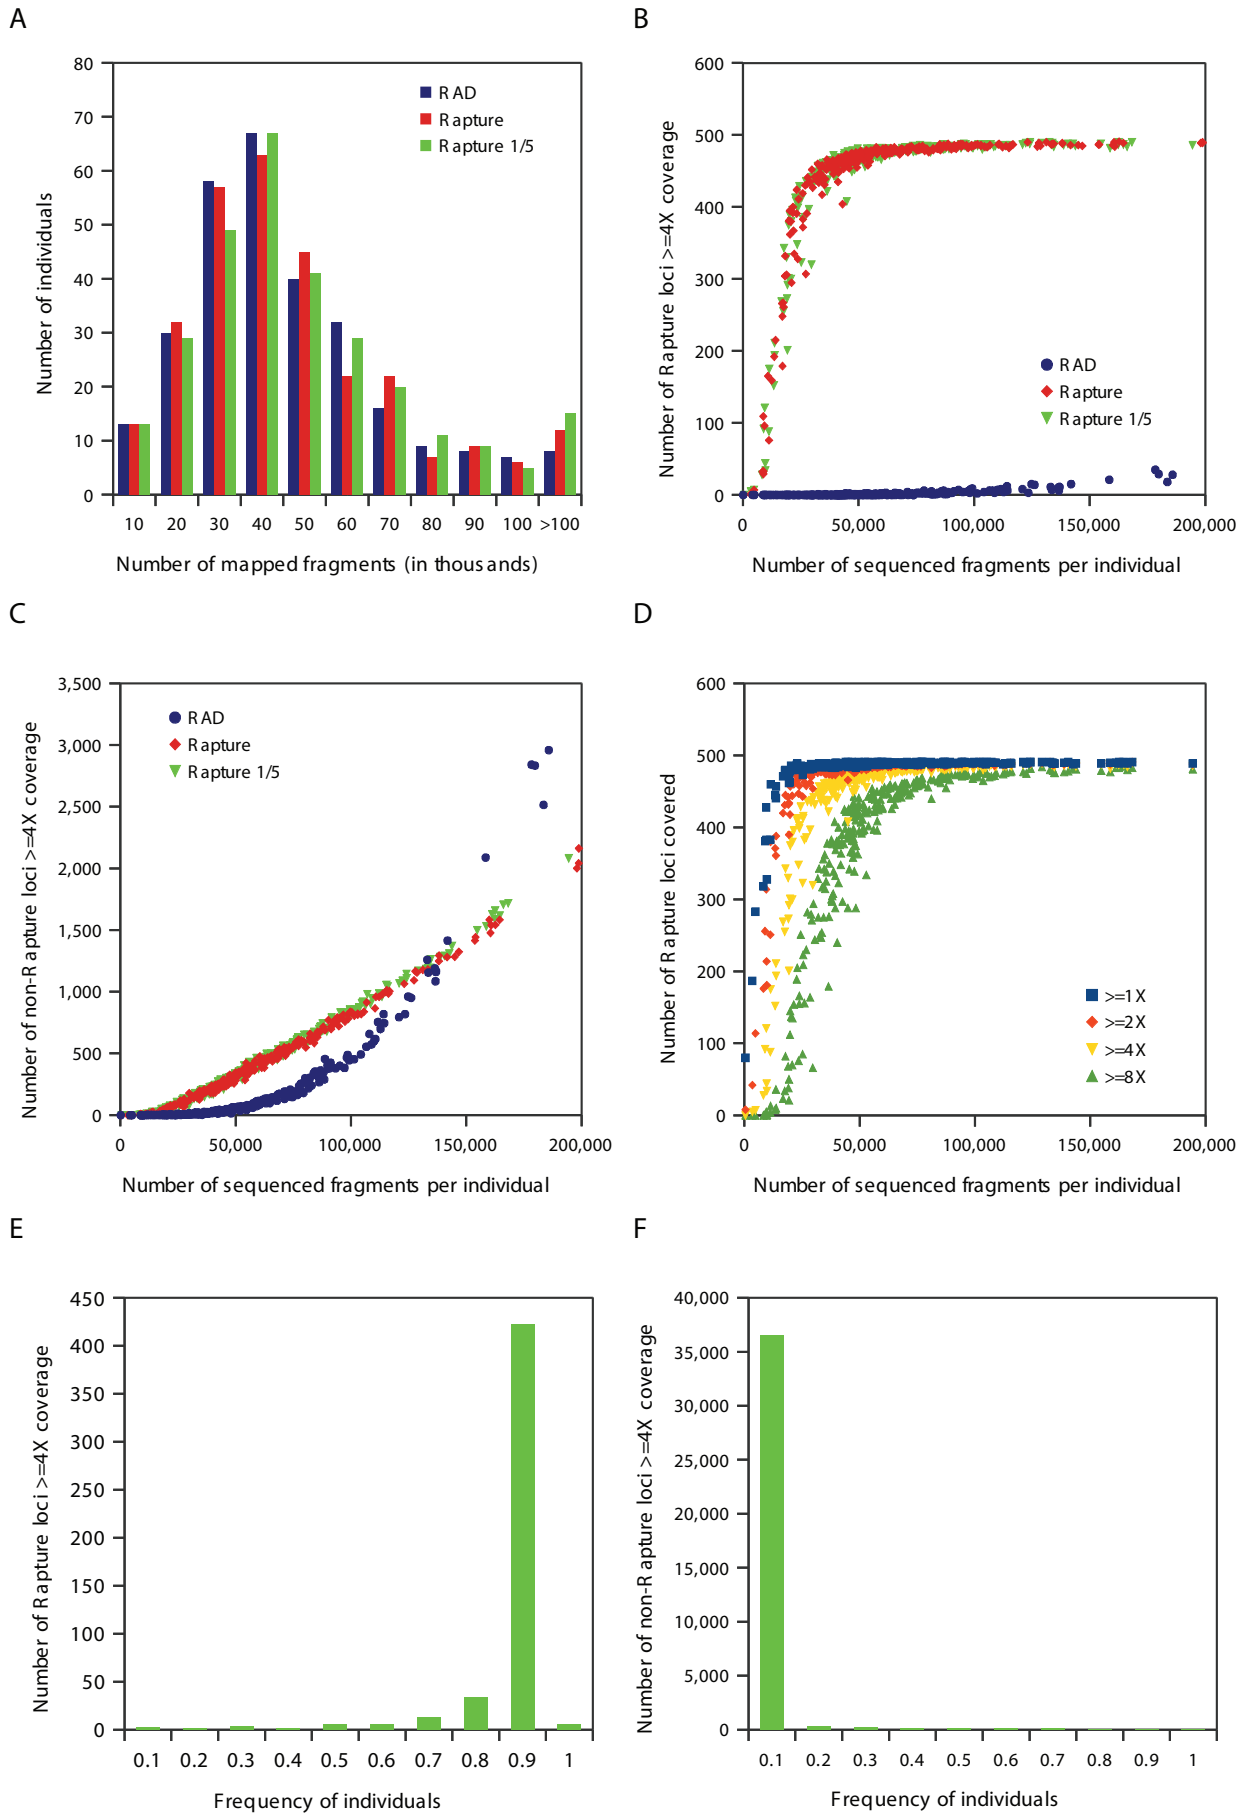 A
80
70
60
50
40
30
20
10
0
Number of individuals
RAD
Rapture
Rapture 1/5
10 20 30 40 50 60 70 80 90 100 >100
Number of mapped fragments (in thousands)
B
600
500
400
300
200
100
0
Number of Rapture loci >=4X coverage
RAD
Rapture
Rapture 1/5
0 50,000 100,000 150,000 200,000
Number of sequenced fragments per individual
C
3,500
3,000
2,500
2,000
1,500
1,000
500
0
Number of non-Rapture loci >=4X coverage
RAD
Rapture
Rapture 1/5
0 50,000 100,000 150,000 200,000
Number of sequenced fragments per individual
D
600
500
400
300
200
100
0
Number of Rapture loci covered
>=1X
>=2X
>=4X
>=8X
0 50,000 100,000 150,000 200,000
Number of sequenced fragments per individual
E
450
400
350
300
250
200
150
100
50
0
Number of Rapture loci >=4X coverage
0.1 0.2 0.3 0.4 0.5 0.6 0.7 0.8 0.9 1
Frequency of individuals
F
40,000
35,000
30,000
25,000
20,000
15,000
10,000
5,000
0
Number of non-Rapture loci >=4X coverage
0.1 0.2 0.3 0.4 0.5 0.6 0.7 0.8 0.9 1
Frequency of individuals